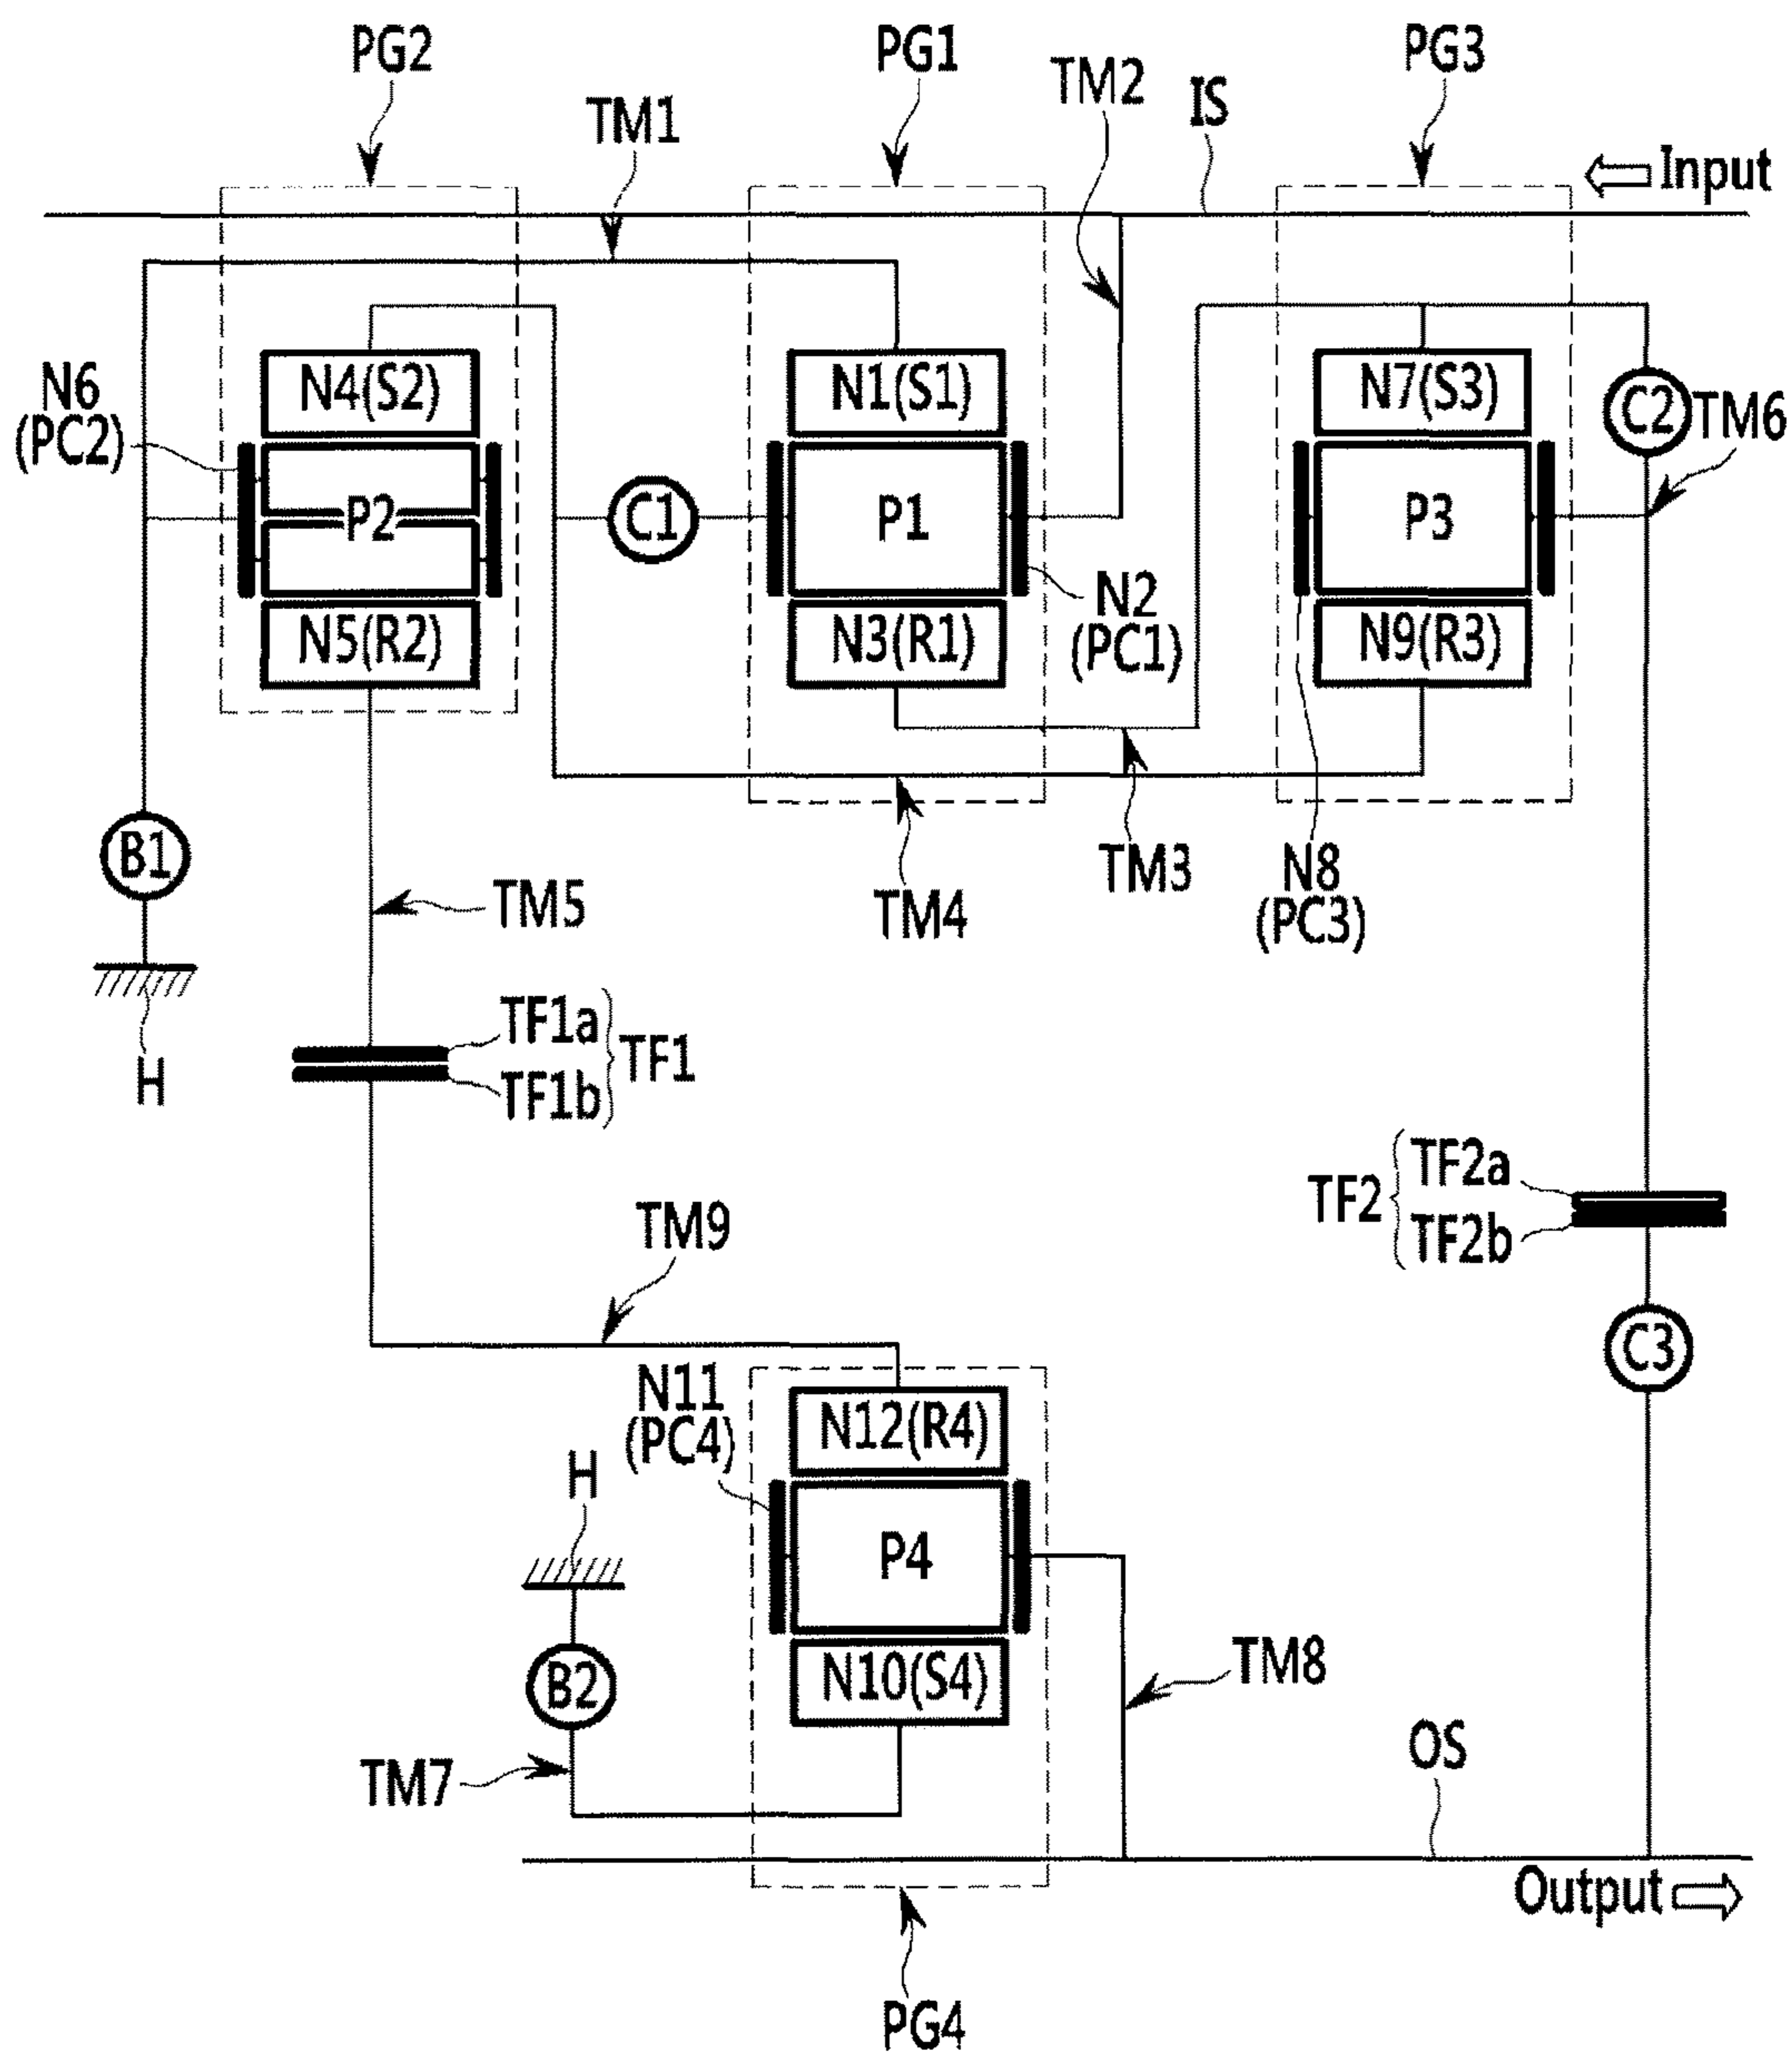 PG2
PG1
PG3
TM1
TM2
IS
Input
N6
(PC2)
N4(S2)
N1(S1)
N7(S3)
C2
TM6
P2
C1
P1
P3
N2
(PC1)
N5(R2)
N3(R1)
N9(R3)
B1
TM5
TM4
TM3
N8
(PC3)
H
TF1a
TF1b
TF1
TF2
TF2a
TF2b
TM9
C3
N11
(PC4)
N12(R4)
H
P4
B2
N10(S4)
TM8
TM7
OS
Output
PG4